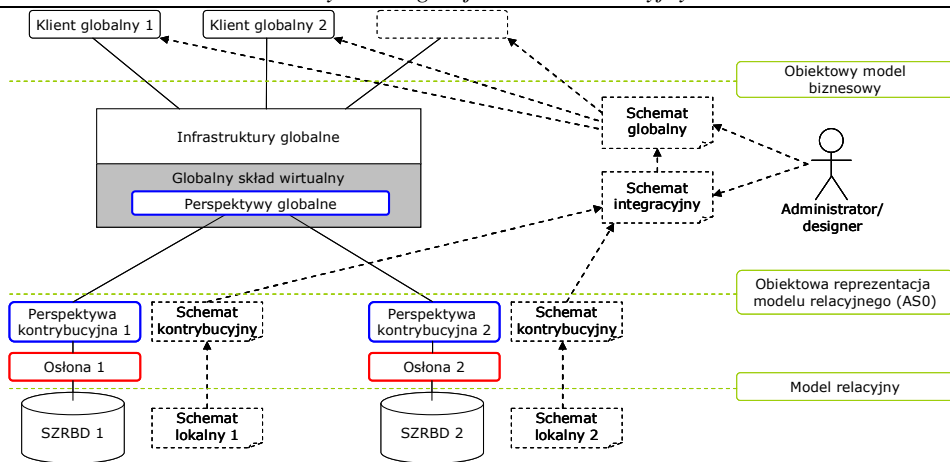 Klient globalny 1
Klient globalny 2
Obiektowy model
biznesowy
Schemat
globalny
Infrastruktury globalne
Globalny skład wirtualny
Perspektywy globalne
Schemat
integracyjny
Administrator/
designer
Obiektowa reprezentacja
modelu relacyjnego (AS0)
Perspektywa
kontrybucyjna 1
Schemat
kontrybucyjny
Perspektywa
kontrybucyjna 2
Schemat
kontrybucyjny
Osłona 1
Osłona 2
Model relacyjny
SZRBD 1
Schemat
lokalny 1
SZRBD 2
Schemat
lokalny 2